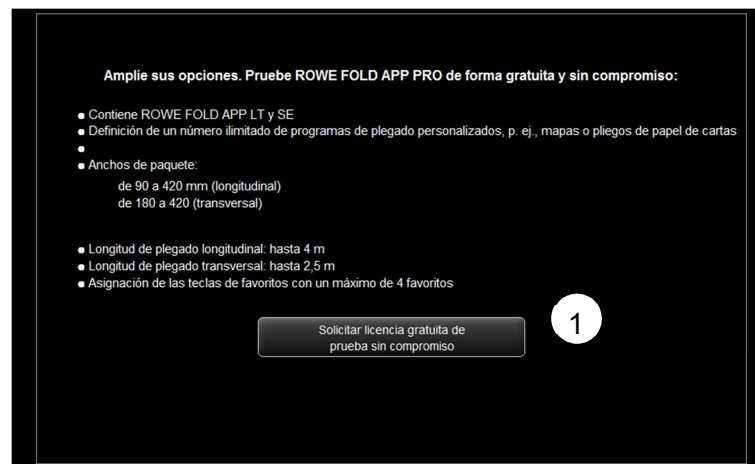 Amplie sus opciones. Pruebe ROWE FOLD APP PRO de forma gratuita y sin compromiso:
Contiene ROWE FOLD APP LT y SE
Definición de un número ilimitado de programas de plegado personalizados, p. ej., mapas o pliegos de papel de cartas
Anchos de paquete:
de 90 a 420 mm (longitudinal)
de 180 a 420 (transversal)
Longitud de plegado longitudinal: hasta 4 m
Longitud de plegado transversal: hasta 2,5 m
Asignación de las teclas de favoritos con un máximo de 4 favoritos
Solicitar licencia gratuita de
prueba sin compromiso
1